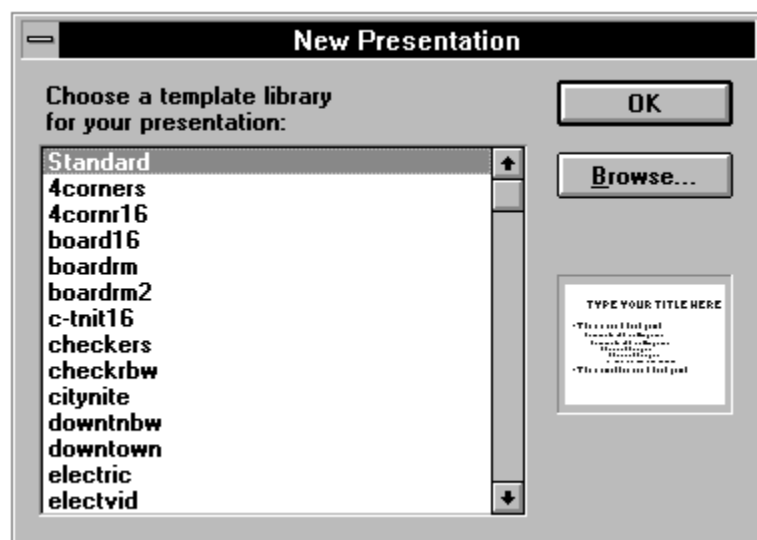 New Presentation
Choose a template library
for your presentation:
Standard
4corners
4cornr16
board16
boardrm
boardrm2
c-tnit16
checkers
checkrbw
citynite
downtnbw
downtown
electric
electvid
OK
Browse...
TYPE YOUR TITLE HERE